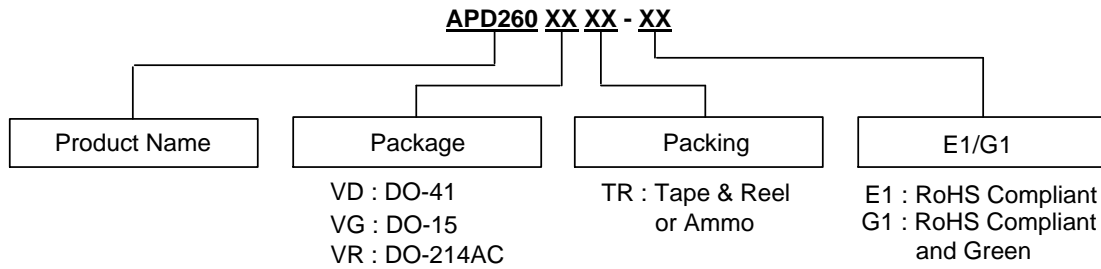 APD260 XX XX - XX
Product Name
Package
Packing
E1/G1
VD : DO-41
VG : DO-15
VR : DO-214AC
TR : Tape & Reel
or Ammo
E1 : RoHS Compliant
G1 : RoHS Compliant
and Green